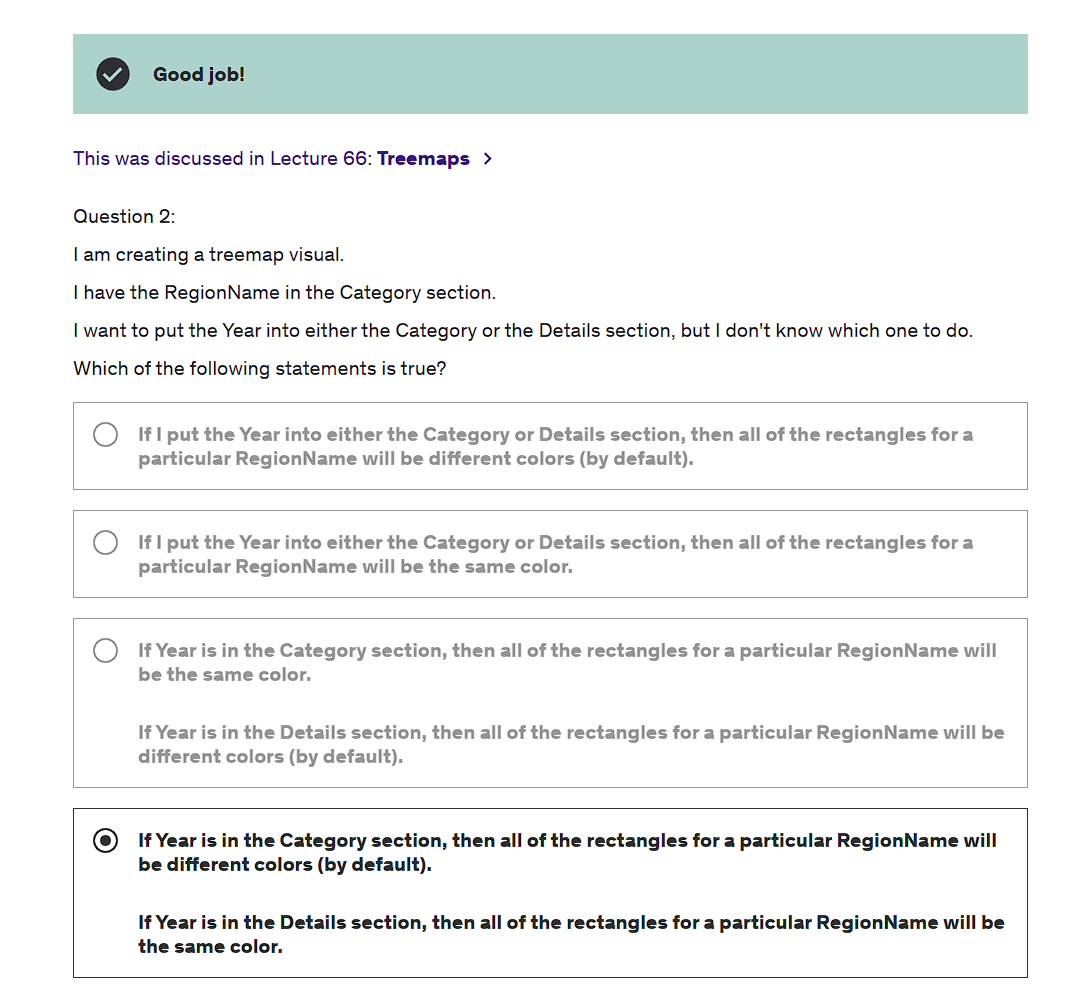 Good job!
This was discussed in Lecture 66: Treemaps
Question 2:
I am creating a treemap visual.
I have the RegionName in the Category section.
I want to put the Year into either the Category or the Details section, but I don't know which one to do.
Which of the following statements is true?
If I put the Year into either the Category or Details section, then all of the rectangles for a
particular RegionName will be different colors (by default).
If I put the Year into either the Category or Details section, then all of the rectangles for a
particular RegionName will be the same color.
If Year is in the Category section, then all of the rectangles for a particular RegionName will
be the same color.
If Year is in the Details section, then all of the rectangles for a particular RegionName will be
different colors (by default).
If Year is in the Category section, then all of the rectangles for a particular RegionName will
be different colors (by default).
If Year is in the Details section, then all of the rectangles for a particular RegionName will be
the same color.